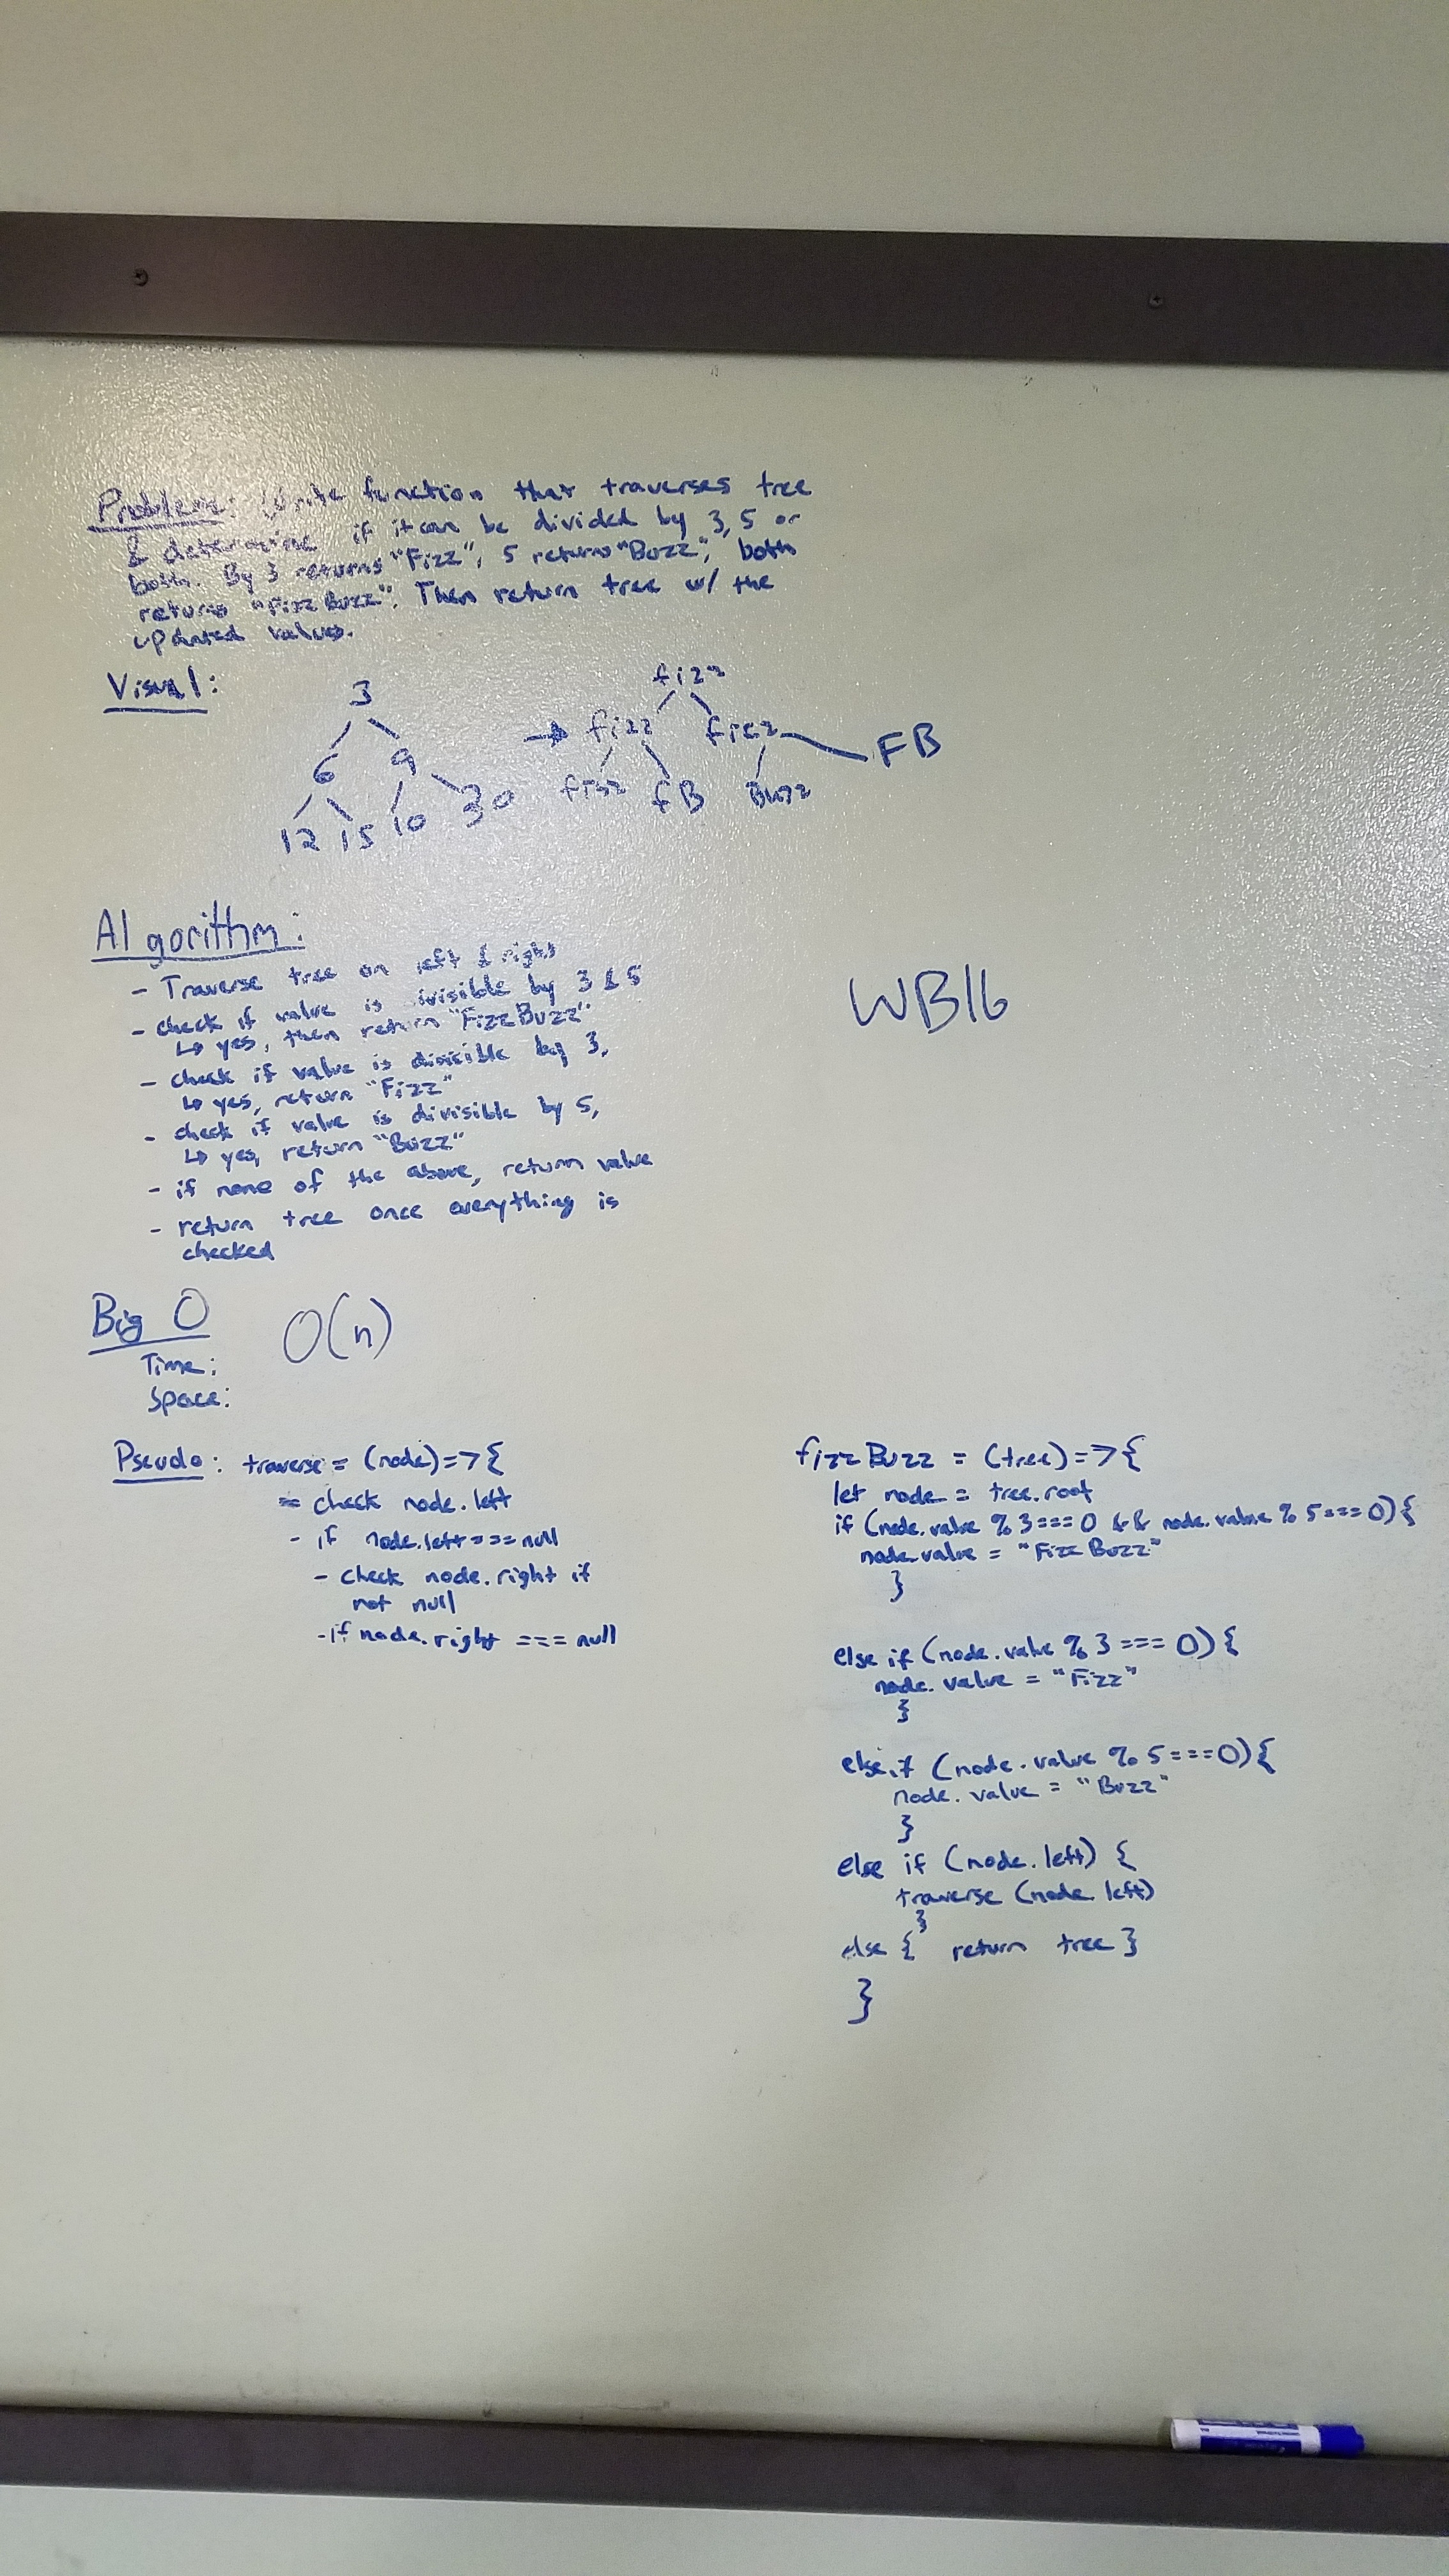 Problem: Write function that traverses tree
& determine if it can be divided by 3, 5 or
both. By 3 returns "Fizz", 5 returns "Buzz", both
returns "FizzBuzz". Then return tree w/ the
updated values.
Visual:
3
6 9
12 15 10 30
→
fizz
fizz fizz
fizz fB Buzz FB
Algorithm:
- Traverse tree on left & right
- check if value is ivisible by 3 & 5
↳ yes, then return "FizzBuzz"
- check if value is divisible by 3,
↳ yes, return "Fizz"
- check if value is divisible by 5,
↳ yes, return "Buzz"
- if none of the above, return value
- return tree once everything is
checked
WB16
Big O
O(n)
Time:
Space:
Pseudo: traverse = (node) => {
- check node.left
- if node.left === null
- check node.right if
not null
- if node.right === null
fizzBuzz = (tree) => {
let node = tree.root
if (node.value % 3 === 0 && node.value % 5 === 0) {
node.value = "FizzBuzz"
}
else if (node.value % 3 === 0) {
node.value = "Fizz"
}
else if (node.value % 5 === 0) {
node.value = "Buzz"
}
else if (node.left) {
traverse (node.left)
}
else { return tree }
}